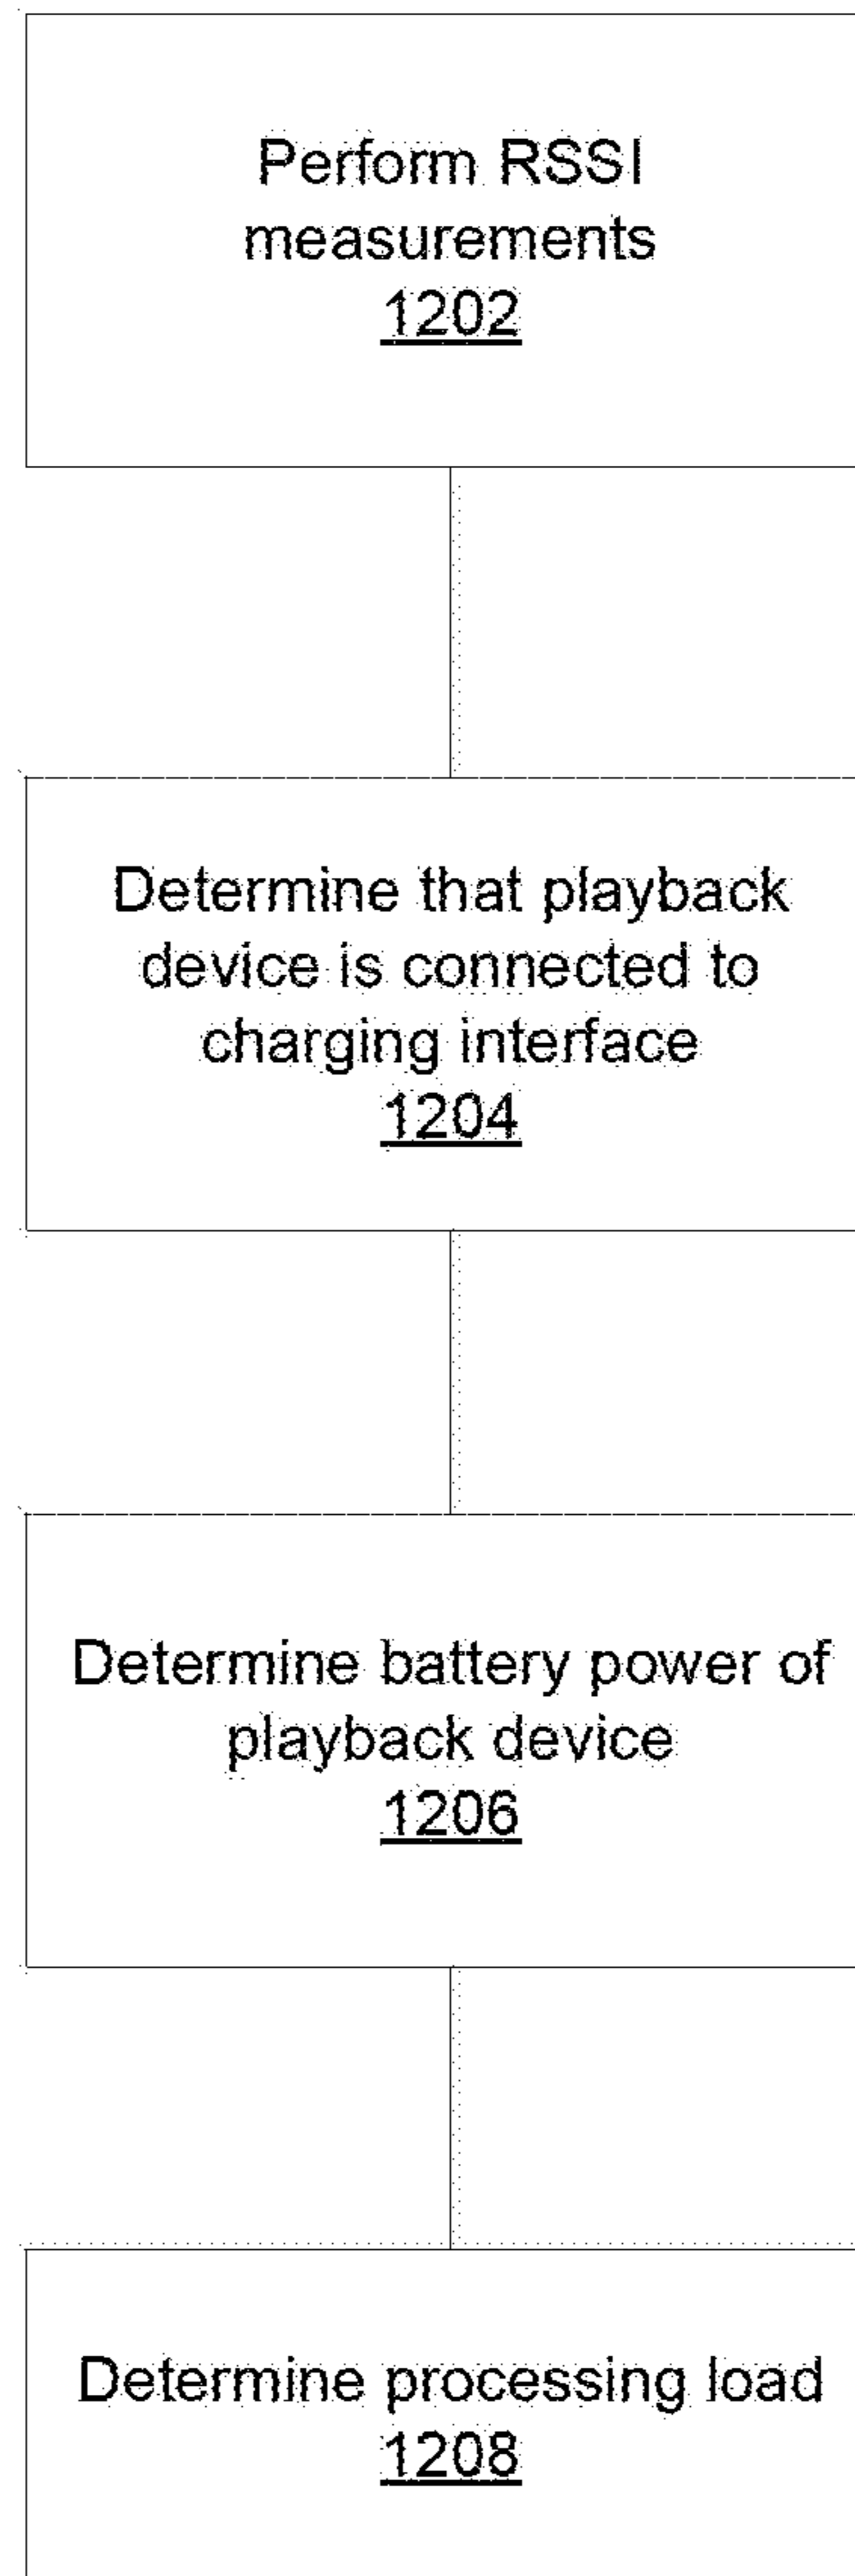 Perform RSSI
measurements
1202
Determine that playback
device is connected to
charging interface
1204
Determine battery power of
playback device
1206
Determine processing load
1208